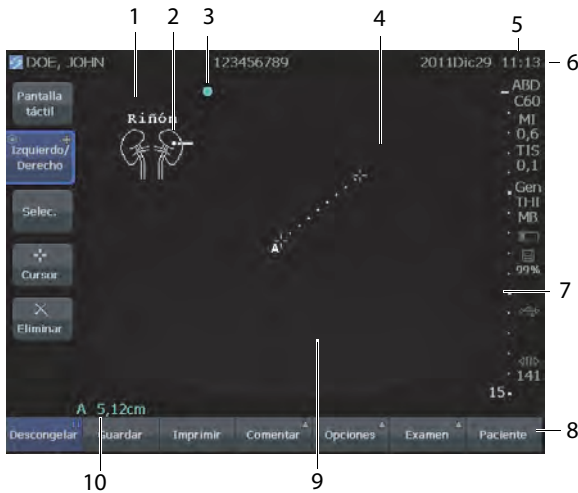 1 2 3 4 5
DOE, JOHN 123456789 2011Dic29 11:13 6
Pantalla
táctil
Izquierdo/
Derecho
Selec.
Cursor
Eliminar
Riñón
A
ABD
C60
MI
0,6
TIS
0,1
Gen
THI
MB
99%
7
141
15
A 5,12cm
Descongelar Guardar Imprimir Comentar Opciones Examen Paciente 8
10 9